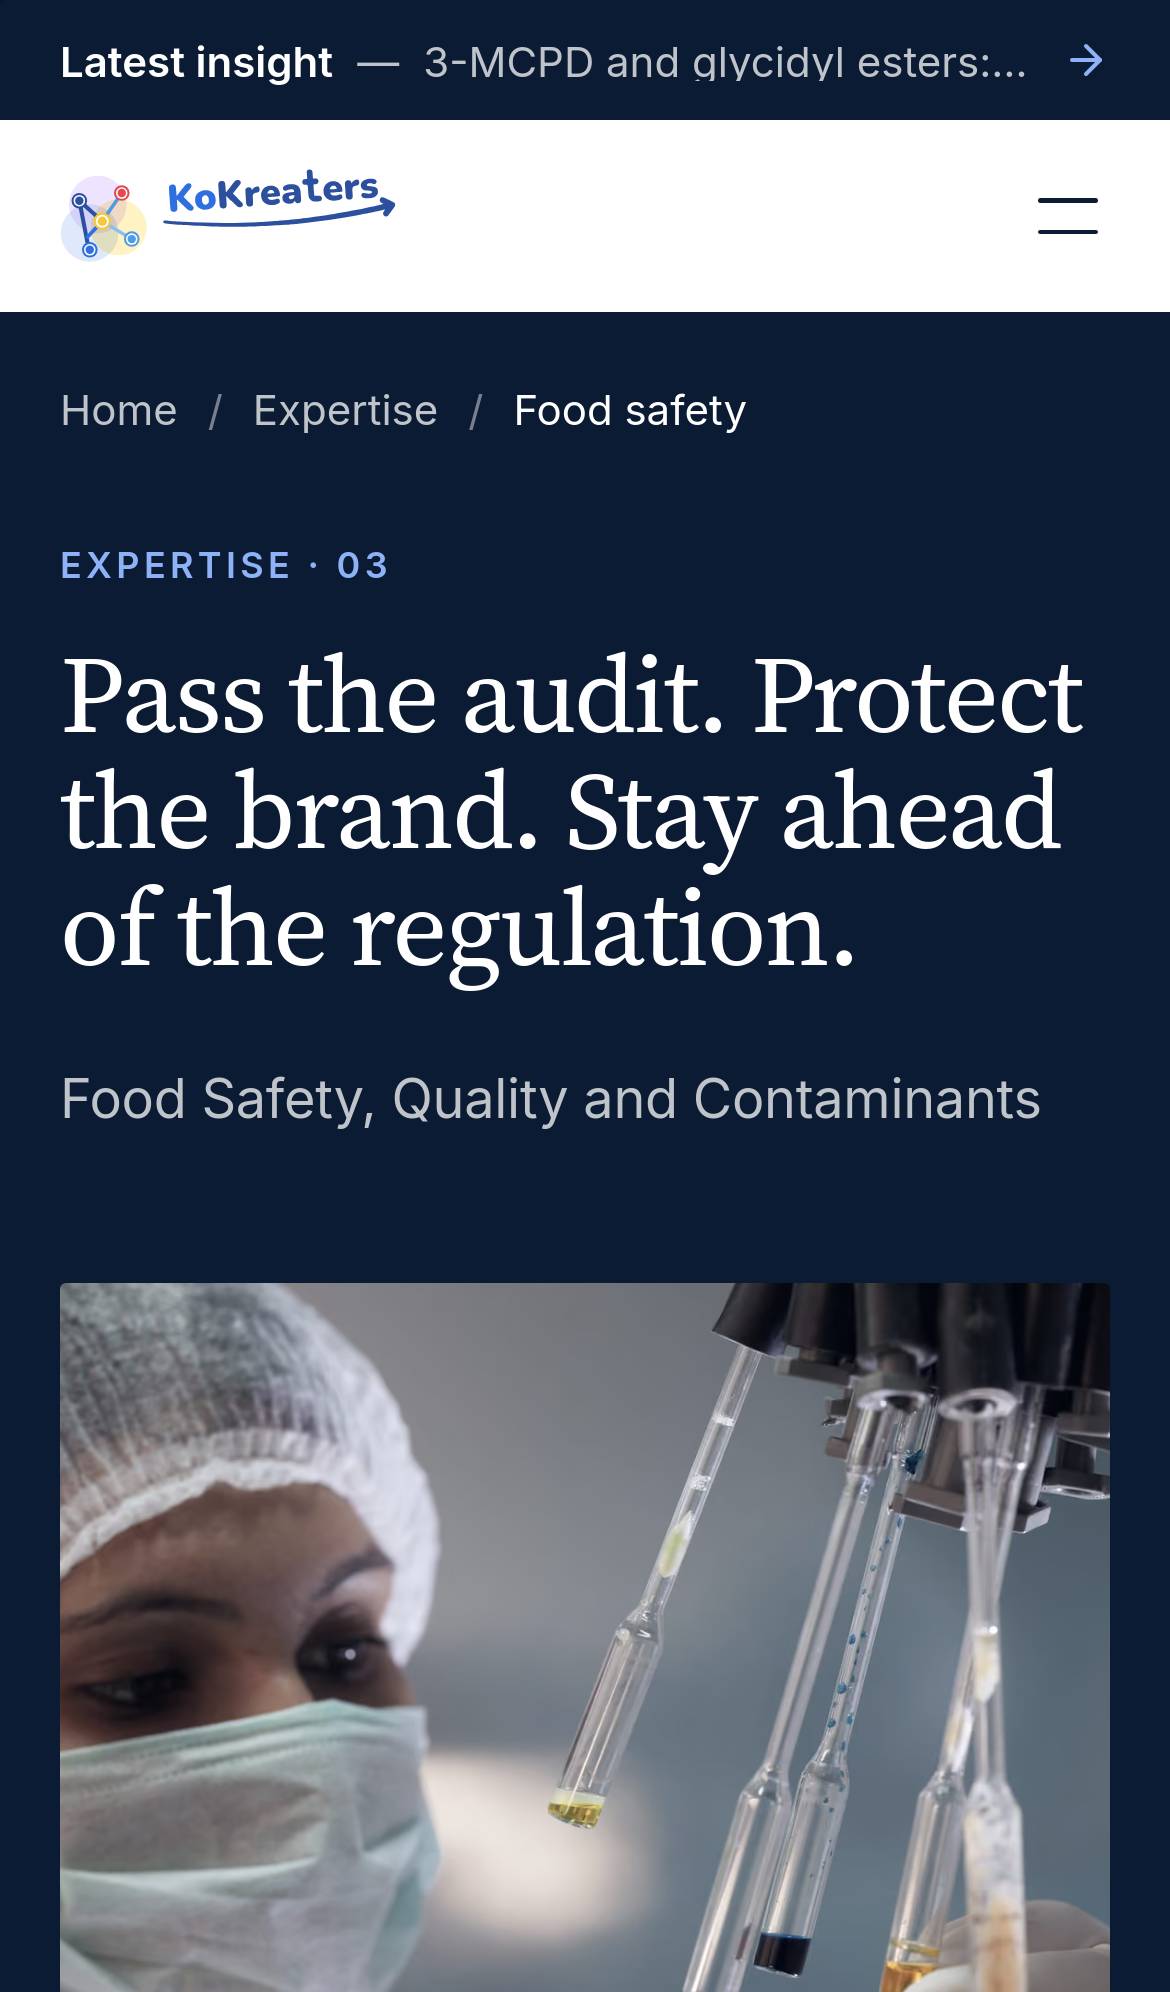 Latest insight — 3-MCPD and glycidyl esters:...
KoKreaters
Home / Expertise / Food safety
EXPERTISE · 03
Pass the audit. Protect
the brand. Stay ahead
of the regulation.
Food Safety, Quality and Contaminants